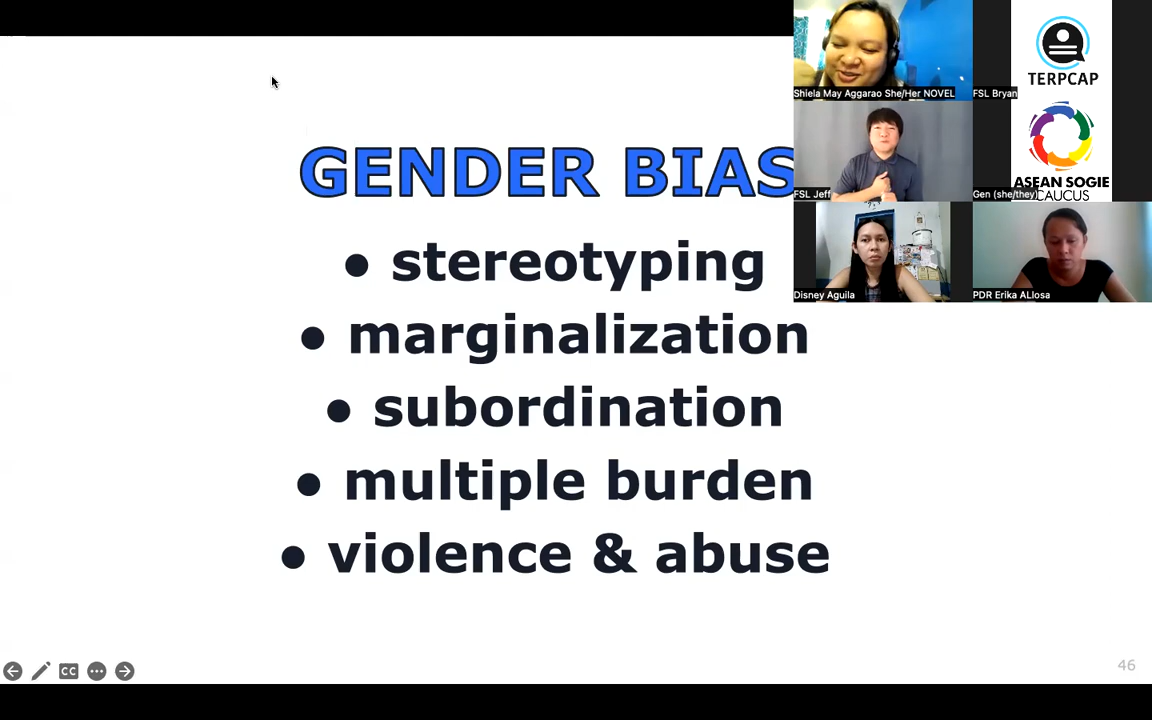 GENDER BIAS
● stereotyping
● marginalization
● subordination
● multiple burden
● violence & abuse
46
CC
Shiela May Aggarao She/Her NOVEL
FSL Bryan
TERPCAP
FSL Jeff
Gen (she/they)
ASEAN SOGIE
CAUCUS
Disney Aguila
PDR Erika ALlosa